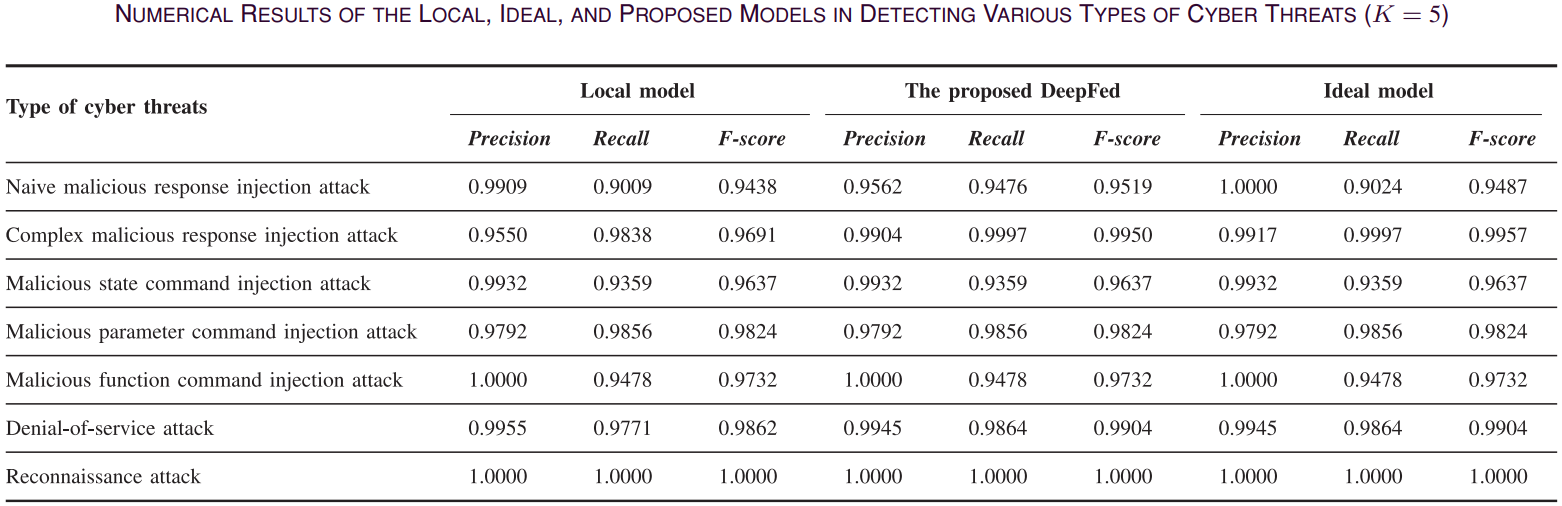 NUMERICAL RESULTS OF THE LOCAL, IDEAL, AND PROPOSED MODELS IN DETECTING VARIOUS TYPES OF CYBER THREATS (K = 5)
Type of cyber threats Local model The proposed DeepFed Ideal model
Precision Recall F-score Precision Recall F-score Precision Recall F-score
Naive malicious response injection attack 0.9909 0.9009 0.9438 0.9562 0.9476 0.9519 1.0000 0.9024 0.9487
Complex malicious response injection attack 0.9550 0.9838 0.9691 0.9904 0.9997 0.9950 0.9917 0.9997 0.9957
Malicious state command injection attack 0.9932 0.9359 0.9637 0.9932 0.9359 0.9637 0.9932 0.9359 0.9637
Malicious parameter command injection attack 0.9792 0.9856 0.9824 0.9792 0.9856 0.9824 0.9792 0.9856 0.9824
Malicious function command injection attack 1.0000 0.9478 0.9732 1.0000 0.9478 0.9732 1.0000 0.9478 0.9732
Denial-of-service attack 0.9955 0.9771 0.9862 0.9945 0.9864 0.9904 0.9945 0.9864 0.9904
Reconnaissance attack 1.0000 1.0000 1.0000 1.0000 1.0000 1.0000 1.0000 1.0000 1.0000